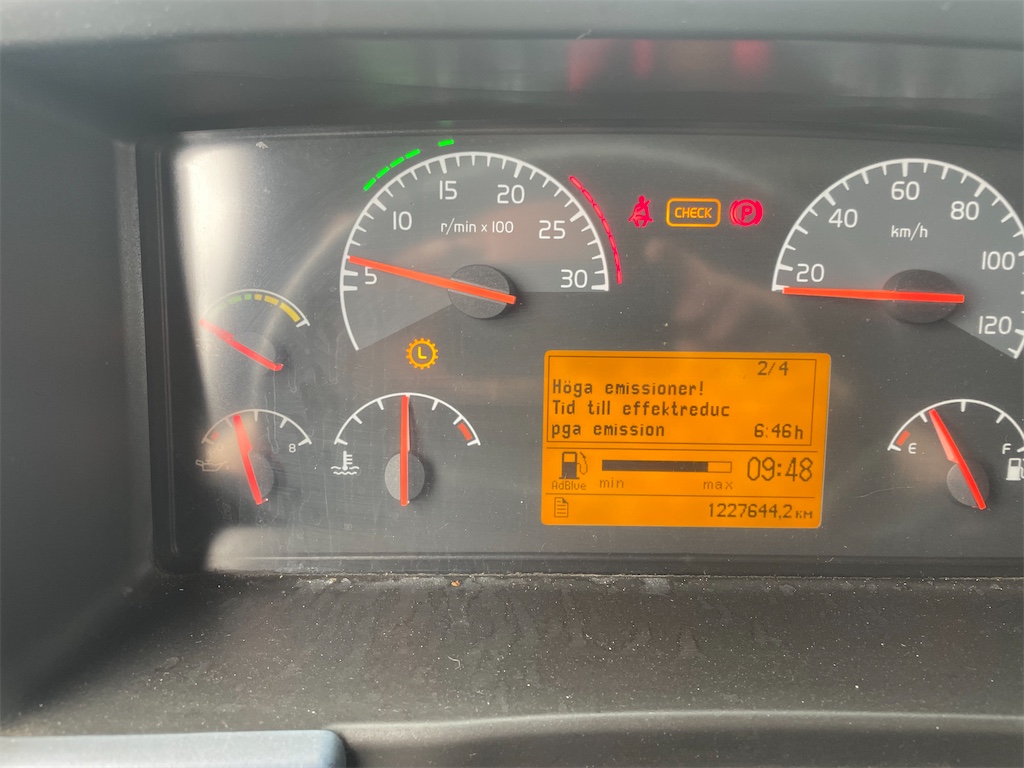 5
10
15
20
25
30
r/min x 100
CHECK
P
20
40
60
80
100
120
km/h
L
B
2/4
Höga emissioner!
Tid till effektreduc
pga emission 6:46h
AdBlue min max 09:48
1227644,2 KM
E F